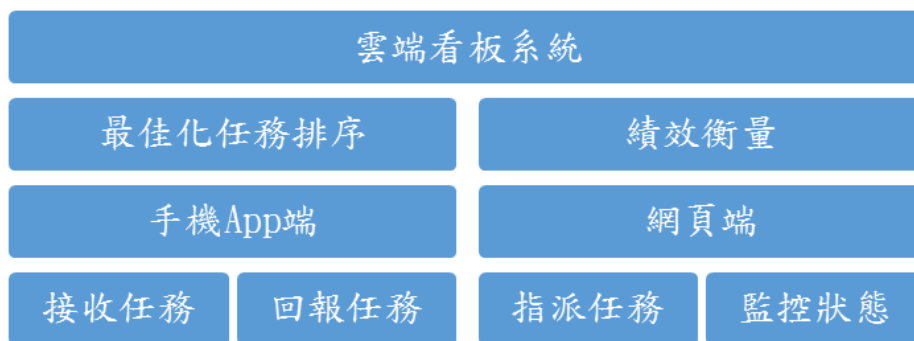 雲端看板系統
最佳化任務排序
績效衡量
手機App端
網頁端
接收任務
回報任務
指派任務
監控狀態